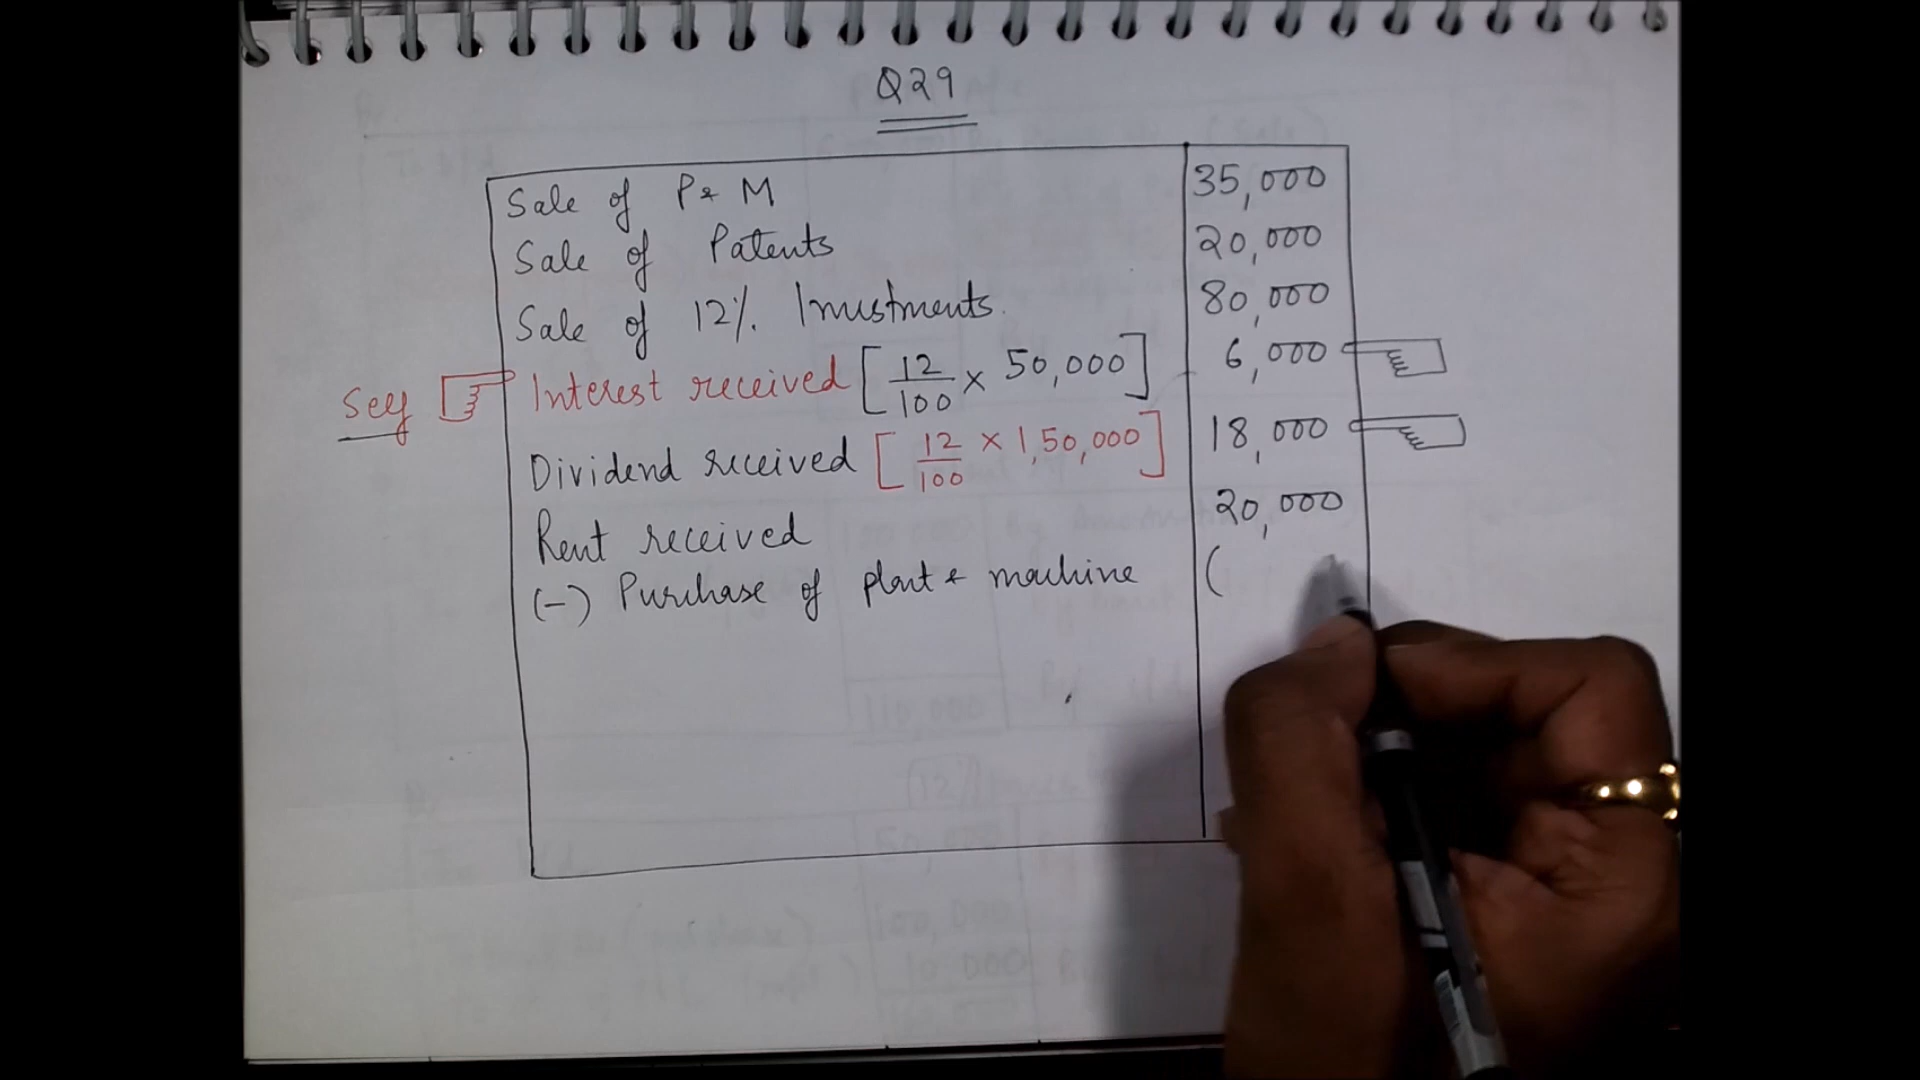 Q29
Sale of P & M 35,000
Sale of Patents 20,000
Sale of 12% Investments 80,000
Self Interest received [12/100 × 50,000] 6,000
Dividend received [12/100 × 1,50,000] 18,000
Rent received 20,000
(-) Purchase of plant & machine (